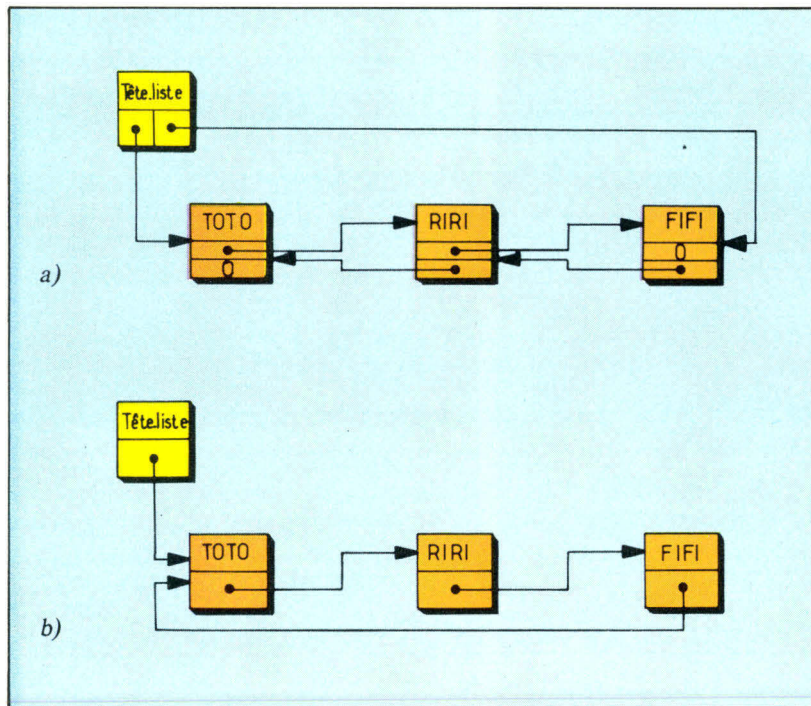 Tête.liste
TOTO RIRI FIFI
0
0
a)
Tête.liste
TOTO RIRI FIFI
b)